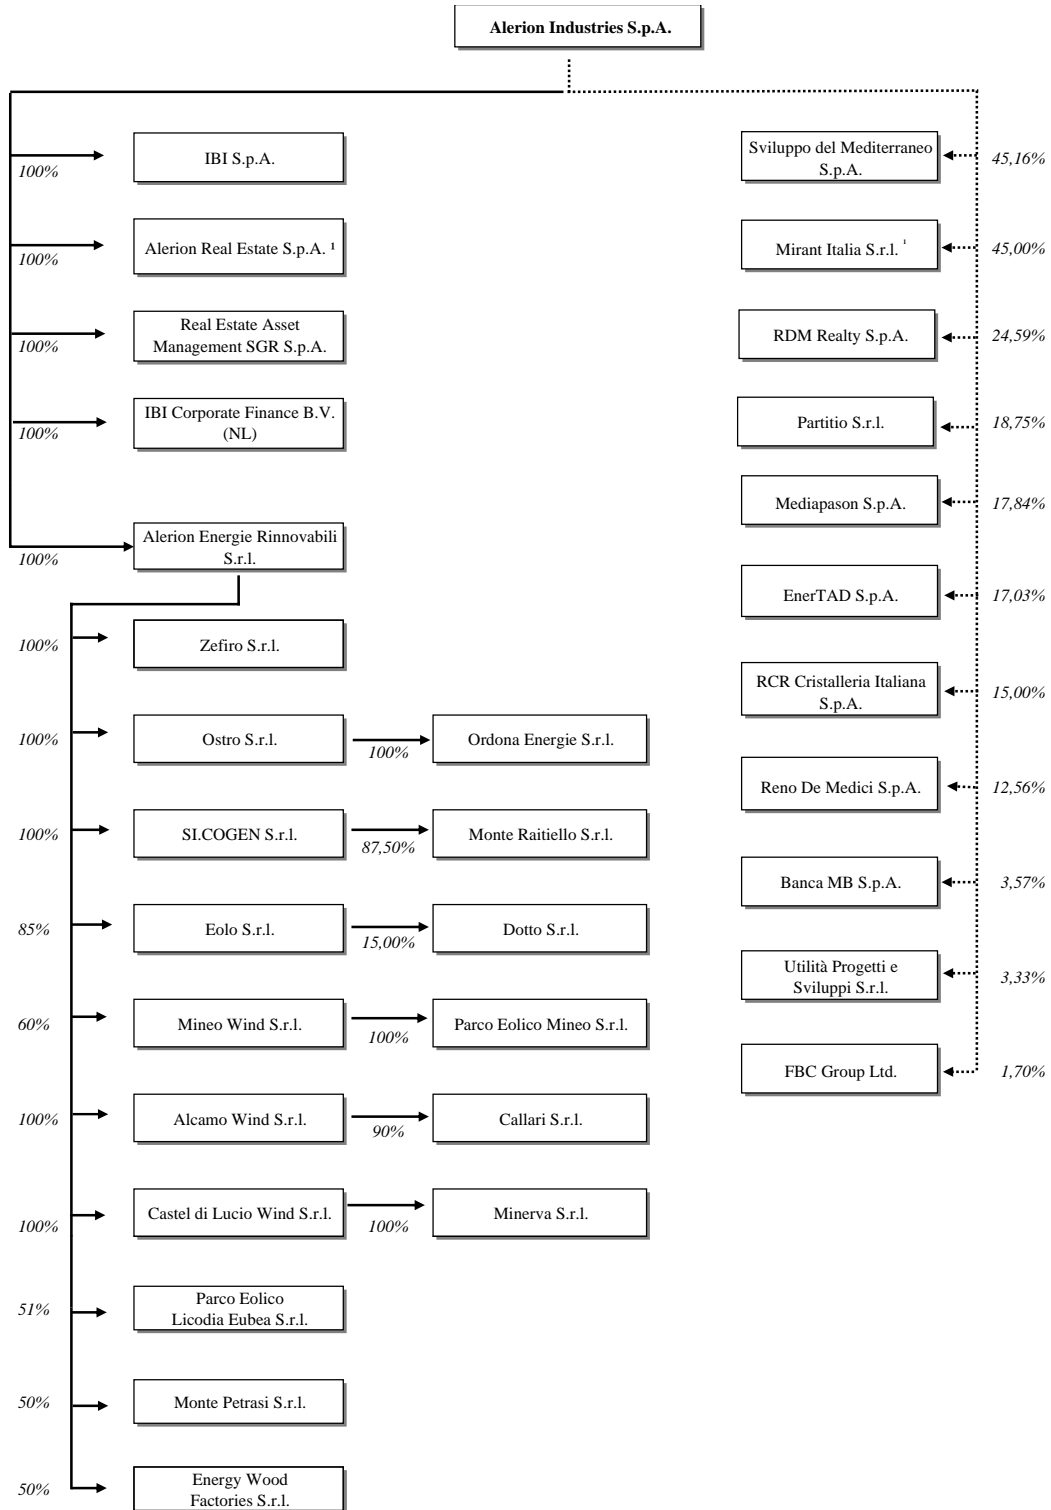 Alerion Industries S.p.A.
IBI S.p.A.
100%
Sviluppo del Mediterraneo
S.p.A.
45,16%
Alerion Real Estate S.p.A. ¹
100%
Mirant Italia S.r.l. ¹
45,00%
Real Estate Asset
Management SGR S.p.A.
100%
RDM Realty S.p.A.
24,59%
IBI Corporate Finance B.V.
(NL)
100%
Partitio S.r.l.
18,75%
Mediapason S.p.A.
17,84%
Alerion Energie Rinnovabili
S.r.l.
100%
EnerTAD S.p.A.
17,03%
100%
Zefiro S.r.l.
RCR Cristalleria Italiana
S.p.A.
15,00%
100%
Ostro S.r.l.
100%
Ordona Energie S.r.l.
Reno De Medici S.p.A.
12,56%
100%
SI.COGEN S.r.l.
87,50%
Monte Raitiello S.r.l.
Banca MB S.p.A.
3,57%
85%
Eolo S.r.l.
15,00%
Dotto S.r.l.
Utilità Progetti e
Sviluppi S.r.l.
3,33%
60%
Mineo Wind S.r.l.
100%
Parco Eolico Mineo S.r.l.
FBC Group Ltd.
1,70%
100%
Alcamo Wind S.r.l.
90%
Callari S.r.l.
100%
Castel di Lucio Wind S.r.l.
100%
Minerva S.r.l.
51%
Parco Eolico
Licodia Eubea S.r.l.
50%
Monte Petrasi S.r.l.
50%
Energy Wood
Factories S.r.l.